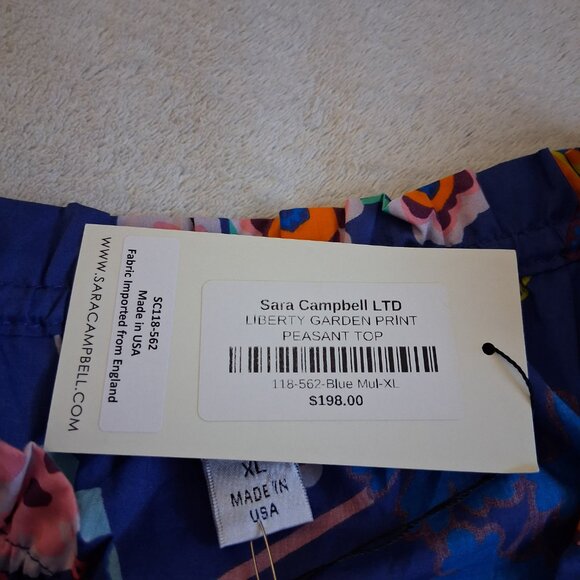 WWW.SARACAMPBELL.COM
SC118-562
Made in USA
Fabric Imported from England
Sara Campbell LTD
LIBERTY GARDEN PRINT
PEASANT TOP
118-562-Blue Mul-XL
$198.00
XL
MADE IN
USA